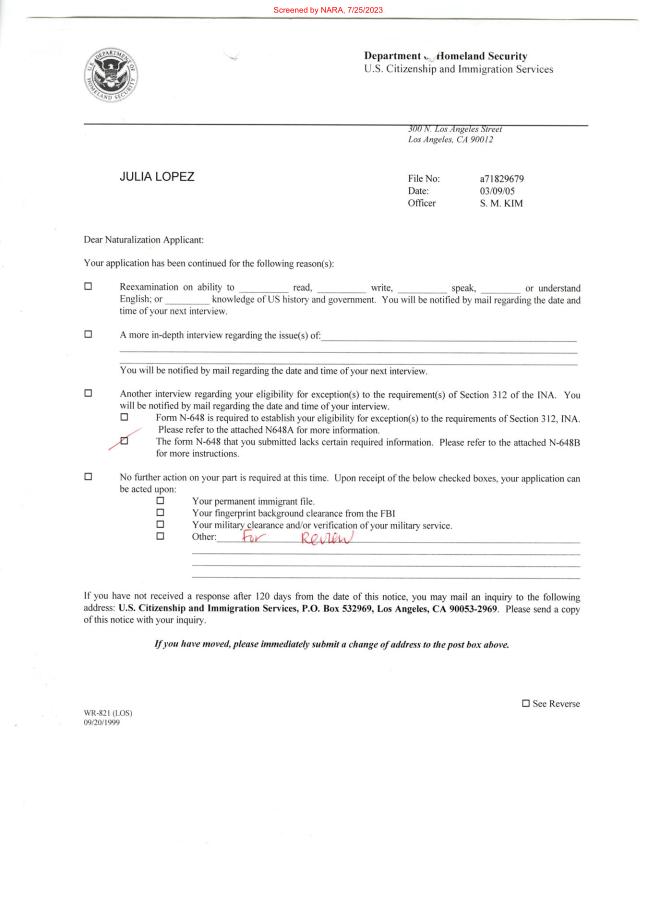 Screened by NARA, 7/25/2023
U.S. DEPARTMENT OF HOMELAND SECURITY
Department Homeland Security
U.S. Citizenship and Immigration Services
300 N. Los Angeles Street
Los Angeles, CA 90012
JULIA LOPEZ
File No: a71829679
Date: 03/09/05
Officer S. M. KIM
Dear Naturalization Applicant:
Your application has been continued for the following reason(s):
☐ Reexamination on ability to __________ read, __________ write, __________ speak, ________ or understand
English; or _________ knowledge of US history and government. You will be notified by mail regarding the date and
time of your next interview.
☐ A more in-depth interview regarding the issue(s) of:
You will be notified by mail regarding the date and time of your next interview.
☐ Another interview regarding your eligibility for exception(s) to the requirement(s) of Section 312 of the INA. You
will be notified by mail regarding the date and time of your interview.
☐ Form N-648 is required to establish your eligibility for exception(s) to the requirements of Section 312, INA.
Please refer to the attached N648A for more information.
☑ The form N-648 that you submitted lacks certain required information. Please refer to the attached N-648B
for more instructions.
☐ No further action on your part is required at this time. Upon receipt of the below checked boxes, your application can
be acted upon:
☐ Your permanent immigrant file.
☐ Your fingerprint background clearance from the FBI
☐ Your military clearance and/or verification of your military service.
☐ Other: For Review
If you have not received a response after 120 days from the date of this notice, you may mail an inquiry to the following
address: U.S. Citizenship and Immigration Services, P.O. Box 532969, Los Angeles, CA 90053-2969. Please send a copy
of this notice with your inquiry.
If you have moved, please immediately submit a change of address to the post box above.
☐ See Reverse
WR-821 (LOS)
09/20/1999